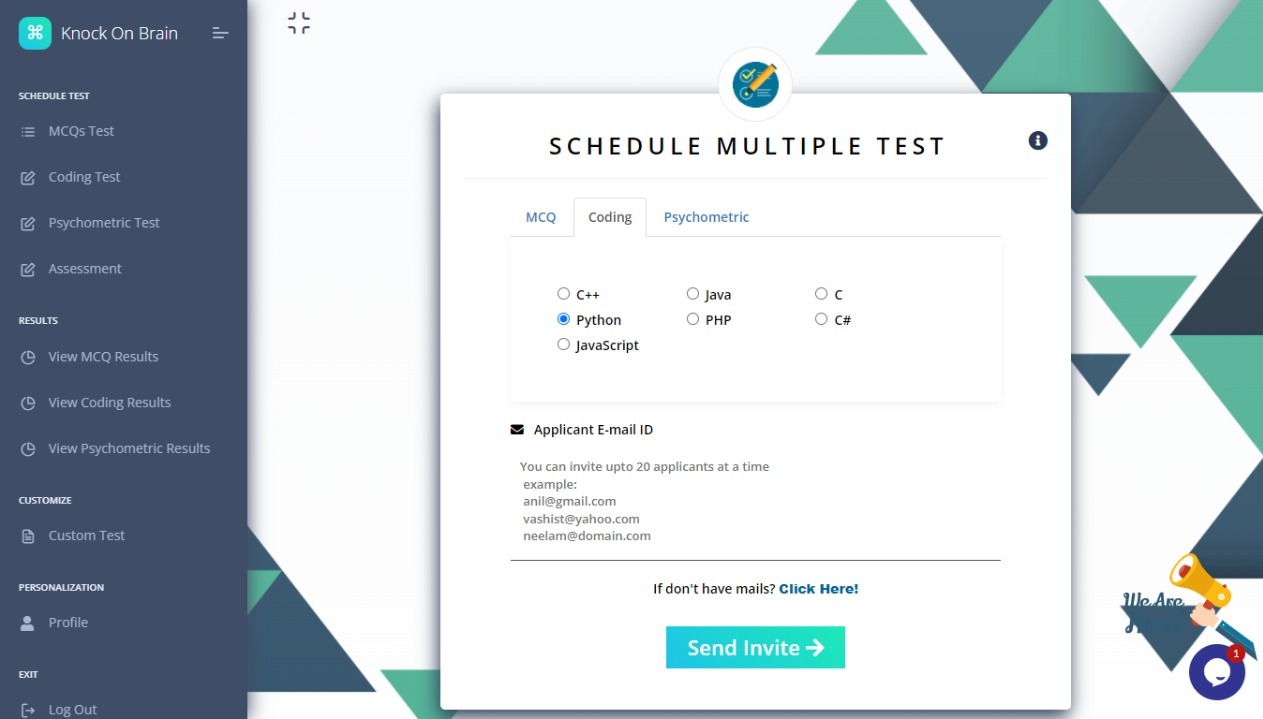 Knock On Brain
SCHEDULE TEST
MCQs Test
Coding Test
Psychometric Test
Assessment
RESULTS
View MCQ Results
View Coding Results
View Psychometric Results
CUSTOMIZE
Custom Test
PERSONALIZATION
Profile
EXIT
Log Out
SCHEDULE MULTIPLE TEST
MCQ Coding Psychometric
C++ Java C
Python PHP C#
JavaScript
Applicant E-mail ID
You can invite upto 20 applicants at a time
example:
anil@gmail.com
vashist@yahoo.com
neelam@domain.com
If don't have mails? Click Here!
Send Invite
We Are
1